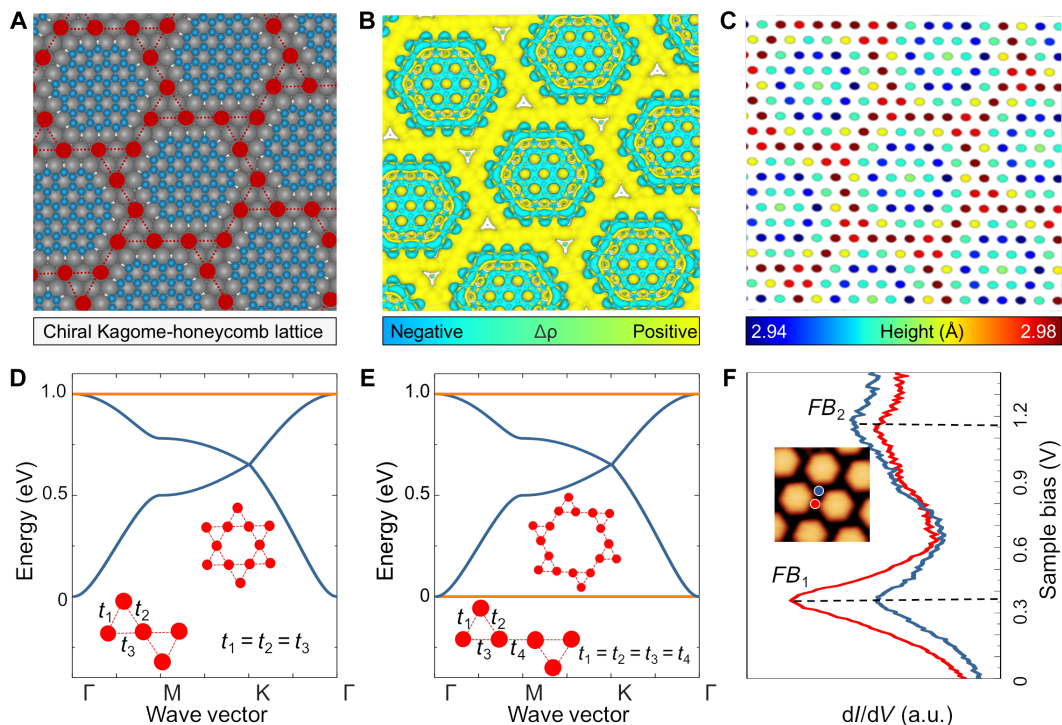 A
B
C
Chiral Kagome-honeycomb lattice
Negative Δρ Positive
2.94 Height (Å) 2.98
D
1.0
0.5
0
Energy (eV)
t1
t2
t3
t1 = t2 = t3
Γ M K Γ
Wave vector
E
1.0
0.5
0
Energy (eV)
t1
t2
t3
t4
t1 = t2 = t3 = t4
Γ M K Γ
Wave vector
F
FB2
FB1
1.2
0.9
0.6
0.3
0
Sample bias (V)
dI/dV (a.u.)